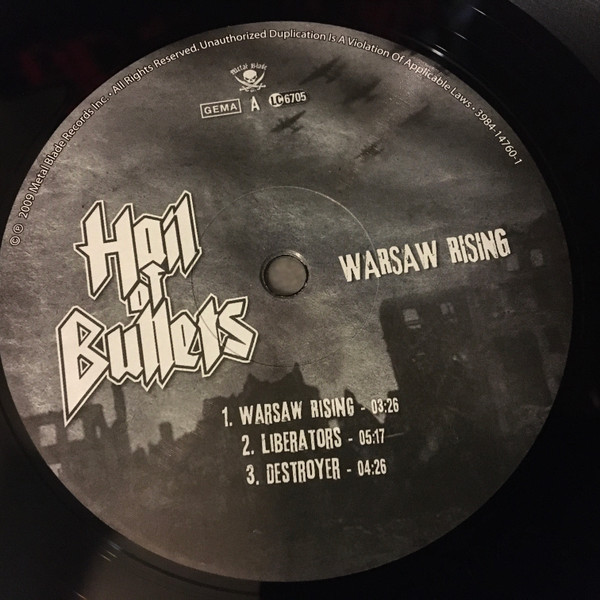 © ℗ 2009 Metal Blade Records Inc. • All Rights Reserved. Unauthorized Duplication Is A Violation Of Applicable Laws • 3984-14760-1
Metal Blade
GEMA A LC 6705
Hail
of
Bullets
WARSAW RISING
1. WARSAW RISING - 03:26
2. LIBERATORS - 05:17
3. DESTROYER - 04:26